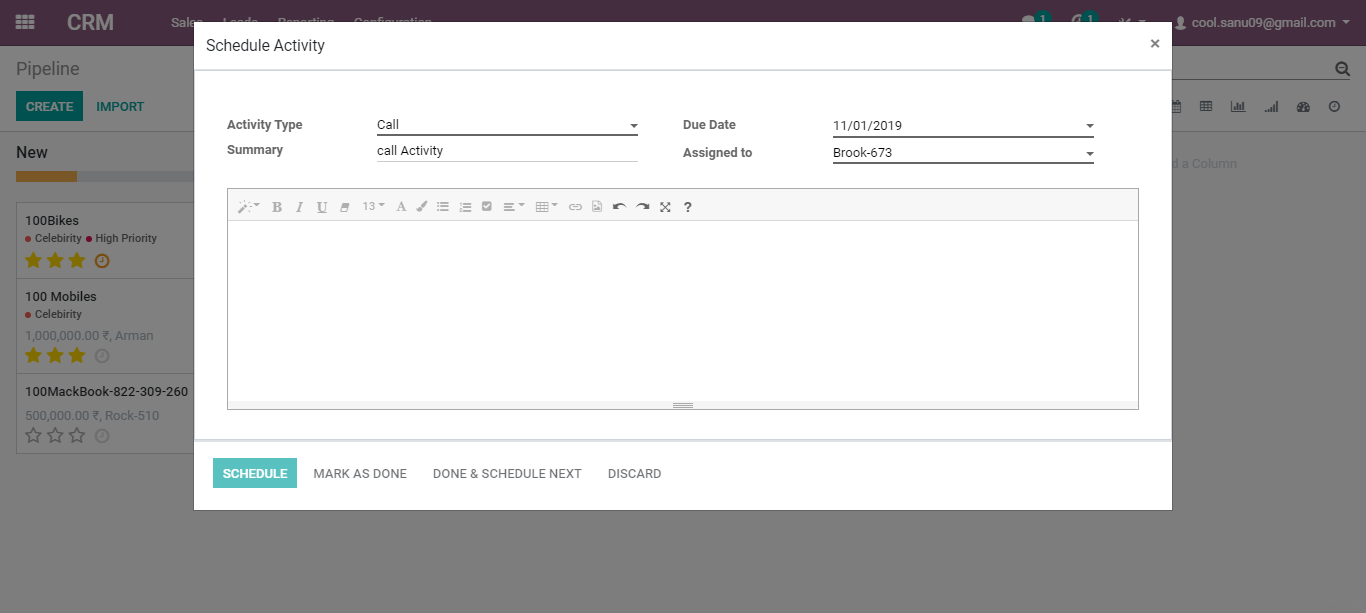 CRM
Sales Leads Reporting Configuration
1 1
cool.sanu09@gmail.com
Schedule Activity
×
Pipeline
CREATE IMPORT
Activity Type Call Due Date 11/01/2019
Summary call Activity Assigned to Brook-673
New
d a Column
100Bikes
Celebirity High Priority
100 Mobiles
Celebirity
1,000,000.00 ₹, Arman
100MackBook-822-309-260
500,000.00 ₹, Rock-510
B I U 13 A ?
SCHEDULE MARK AS DONE DONE & SCHEDULE NEXT DISCARD